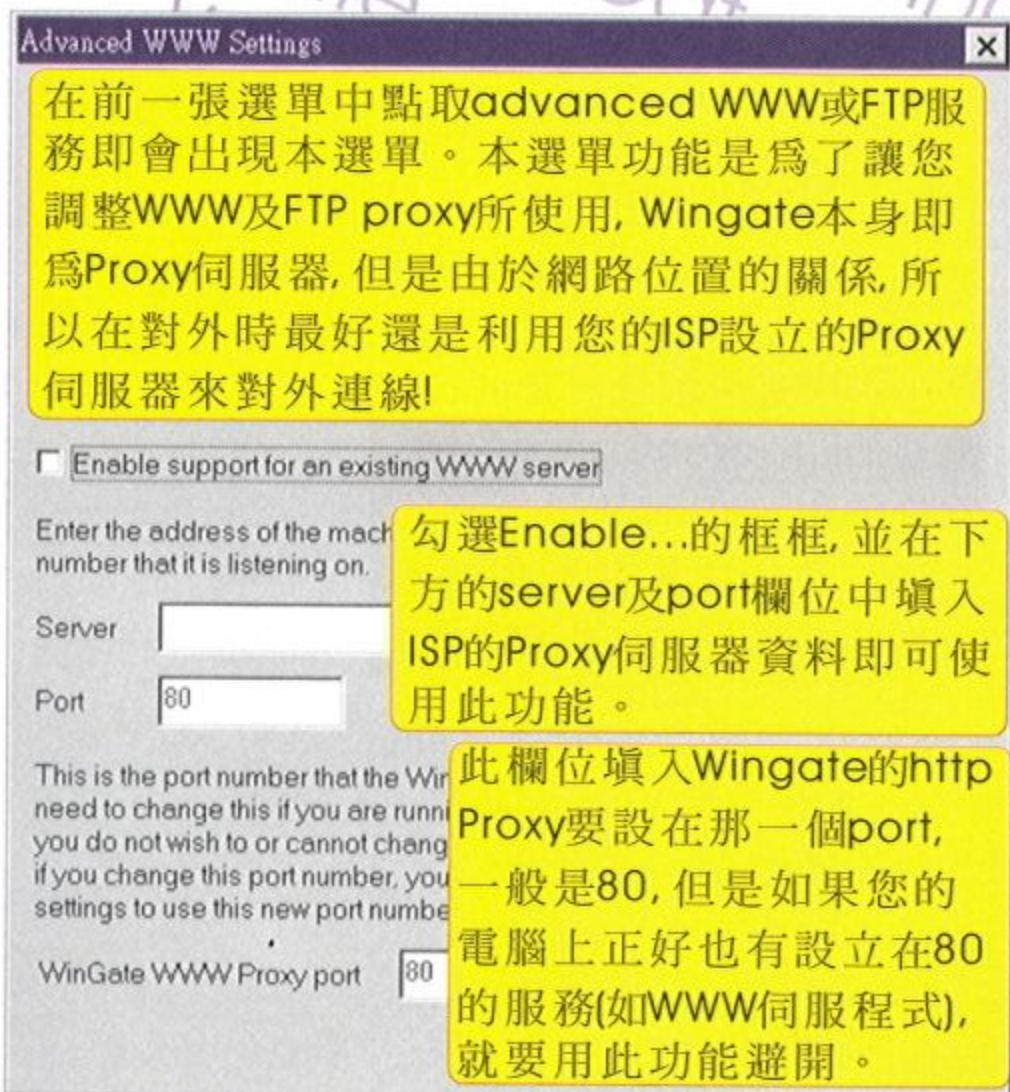 Advanced WWW Settings
在前一張選單中點取advanced WWW或FTP服
務即會出現本選單。本選單功能是爲了讓您
調整WWW及FTP proxy所使用, Wingate本身即
爲Proxy伺服器, 但是由於網路位置的關係, 所
以在對外時最好還是利用您的ISP設立的Proxy
伺服器來對外連線!
Enable support for an existing WWW server
Enter the address of the mach
number that it is listening on.
勾選Enable...的框框, 並在下
方的server及port欄位中塡入
ISP的Proxy伺服器資料即可使
用此功能。
Server
Port
80
This is the port number that the Win
need to change this if you are runni
you do not wish to or cannot chang
if you change this port number, you
settings to use this new port numbe
此欄位塡入Wingate的http
Proxy要設在那一個port,
一般是80, 但是如果您的
電腦上正好也有設立在80
的服務(如WWW伺服程式),
就要用此功能避開。
WinGate WWW Proxy port
80